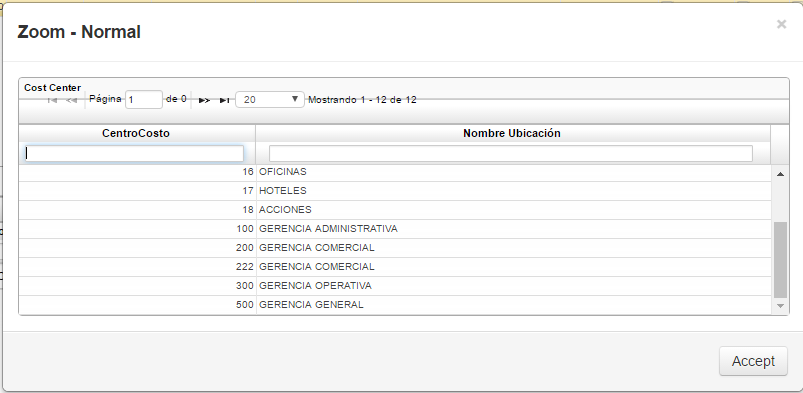 Zoom - Normal
×
Cost Center
Página 1 de 0 20 Mostrando 1 - 12 de 12
CentroCosto Nombre Ubicación
16 OFICINAS
17 HOTELES
18 ACCIONES
100 GERENCIA ADMINISTRATIVA
200 GERENCIA COMERCIAL
222 GERENCIA COMERCIAL
300 GERENCIA OPERATIVA
500 GERENCIA GENERAL
Accept